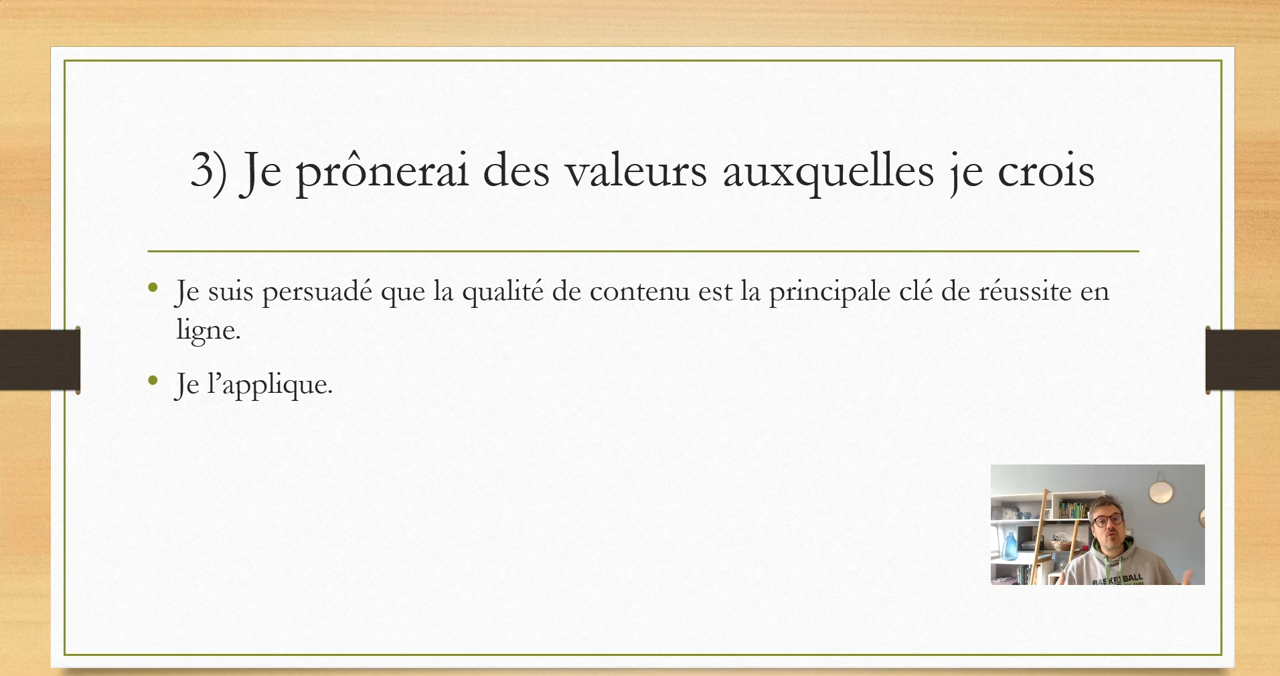 3) Je prônerai des valeurs auxquelles je crois
• Je suis persuadé que la qualité de contenu est la principale clé de réussite en
ligne.
• Je l’applique.
BASKETBALL